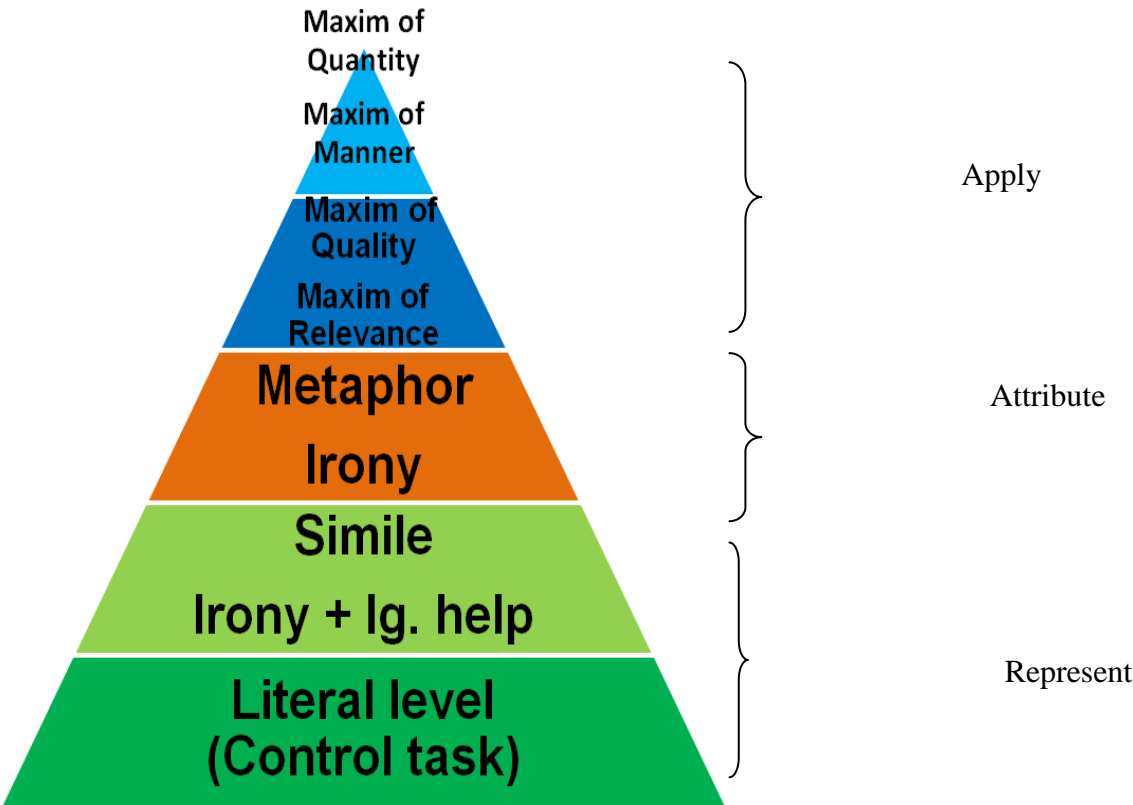 Maxim of
Quantity
Maxim of
Manner
Apply
Maxim of
Quality
Maxim of
Relevance
Metaphor
Attribute
Irony
Simile
Irony + lg. help
Represent
Literal level
(Control task)